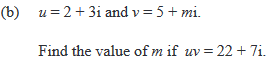 (b) u = 2 + 3i and v = 5 + mi.
Find the value of m if uv = 22 + 7i.